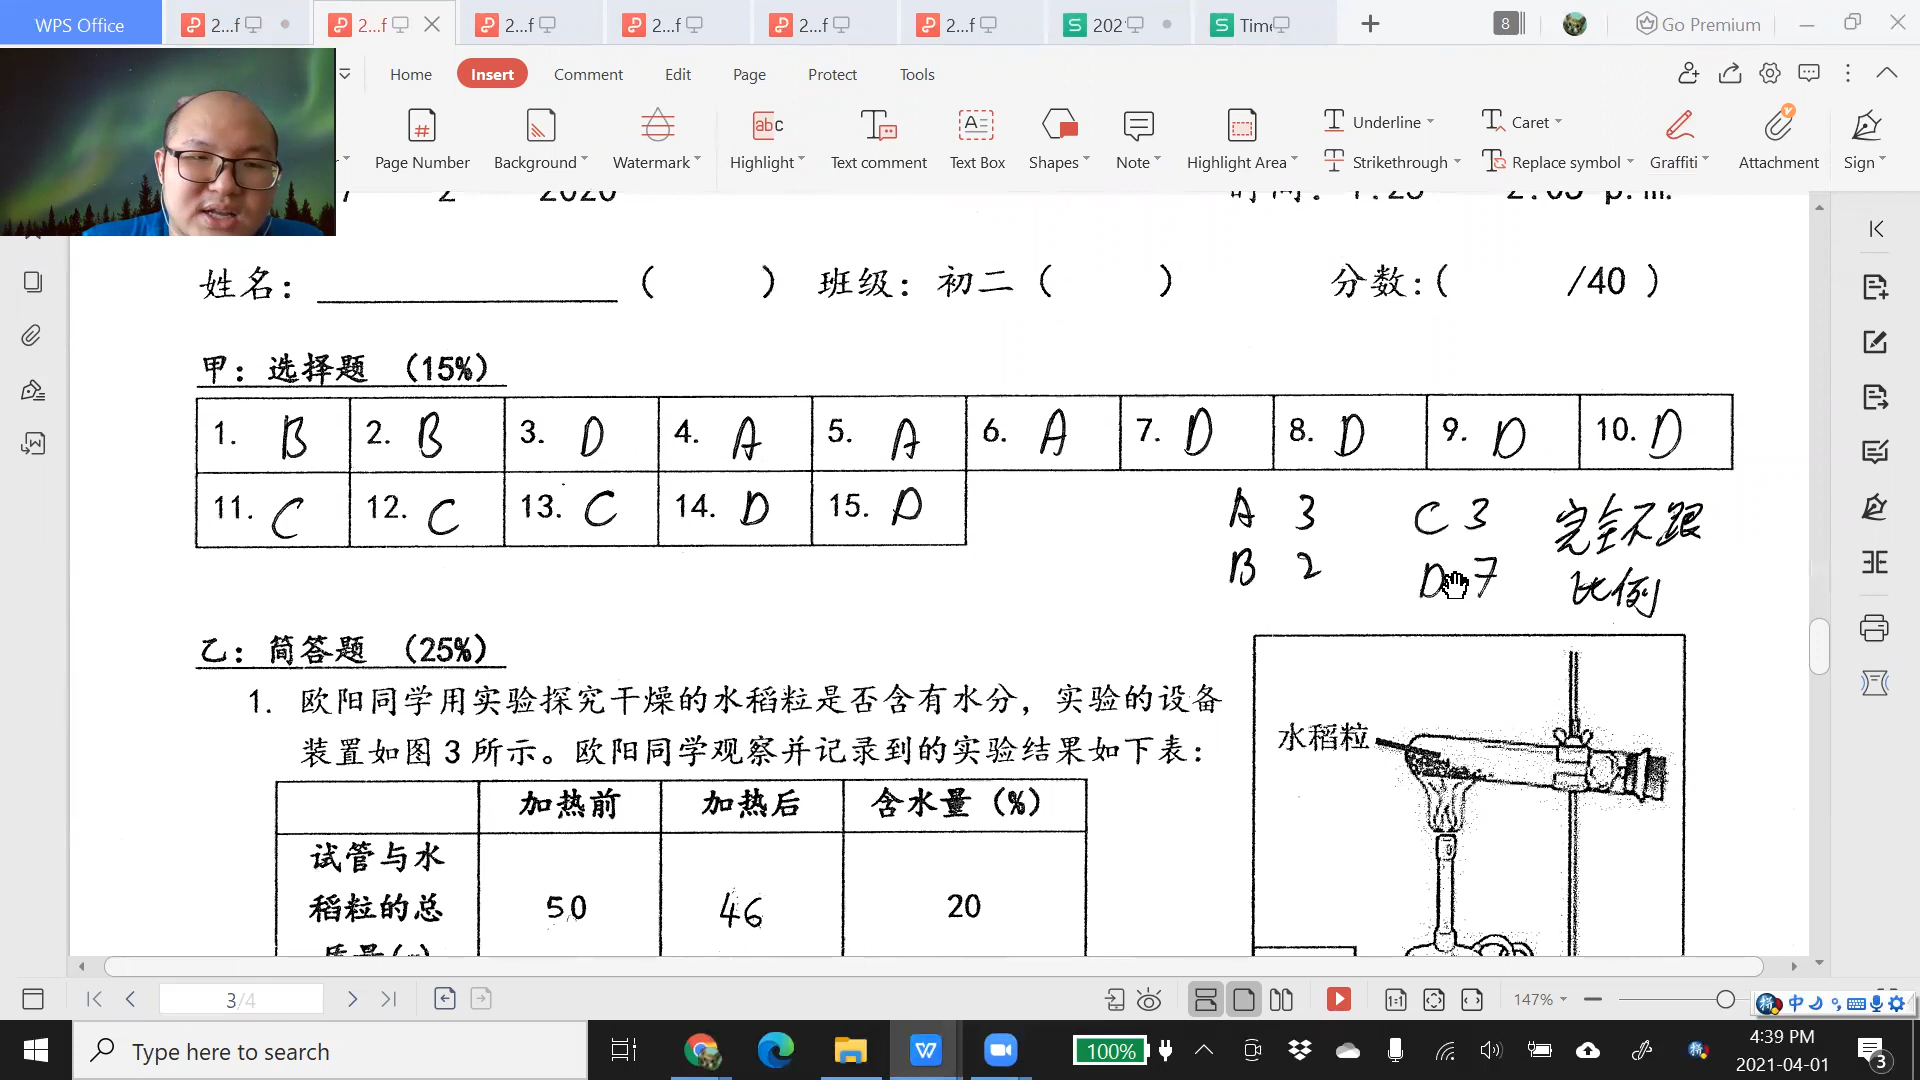 WPS Office 2...f 2...f 2...f 2...f 2...f 2...f 202 Time 8 Go Premium
Home Insert Comment Edit Page Protect Tools
Page Number Background Watermark Highlight Text comment Text Box Shapes Note Highlight Area Underline Strikethrough Caret Replace symbol Graffiti Attachment Sign
姓名： （ ） 班级：初二（ ） 分数：( /40 )
甲：选择题 （15%）
1. B 2. B 3. D 4. A 5. A 6. A 7. D 8. D 9. D 10. D
11. C 12. C 13. C 14. D 15. D
A 3 C 3 完全不跟
B 2 D 7 比例
乙：简答题 （25%）
1. 欧阳同学用实验探究干燥的水稻粒是否含有水分，实验的设备
装置如图 3 所示。欧阳同学观察并记录到的实验结果如下表：
水稻粒
加热前 加热后 含水量（%）
试管与水
稻粒的总
50 46 20
3/4 147%
Type here to search 100% 4:39 PM
2021-04-01 3